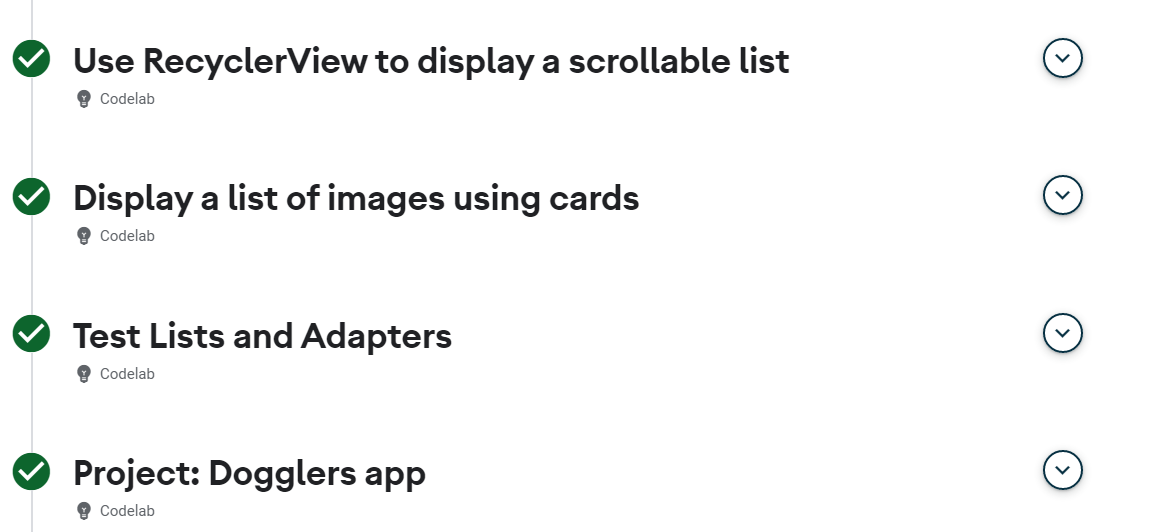 Use RecyclerView to display a scrollable list
Codelab
Display a list of images using cards
Codelab
Test Lists and Adapters
Codelab
Project: Dogglers app
Codelab